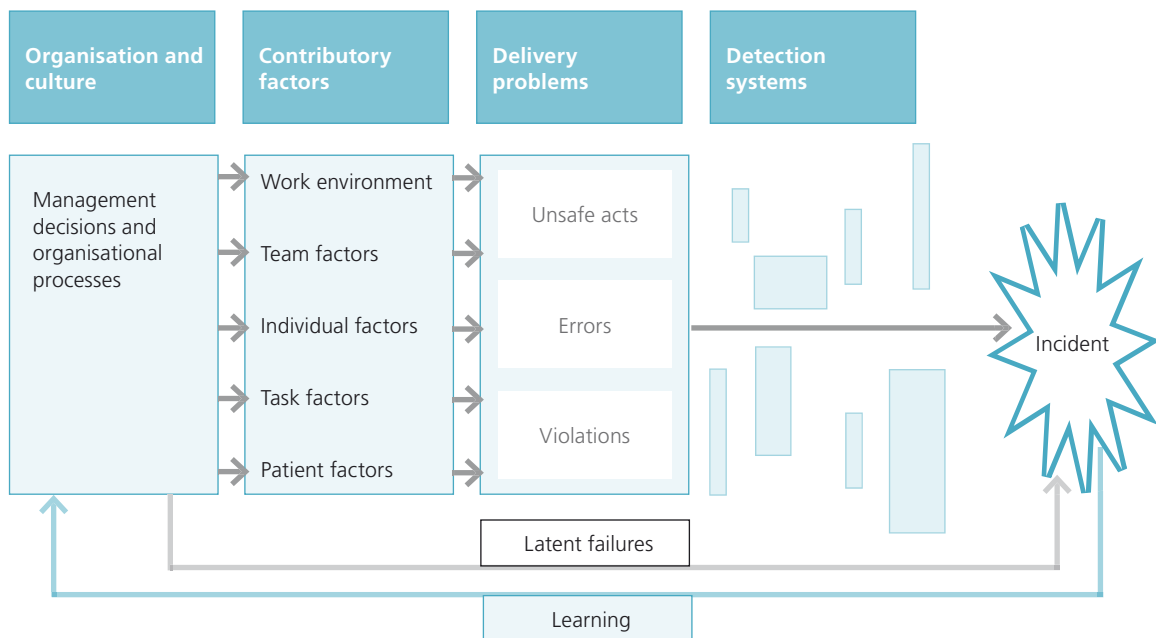 Organisation and
culture
Contributory
factors
Delivery
problems
Detection
systems
Management
decisions and
organisational
processes
Work environment
Team factors
Individual factors
Task factors
Patient factors
Unsafe acts
Errors
Violations
Incident
Latent failures
Learning